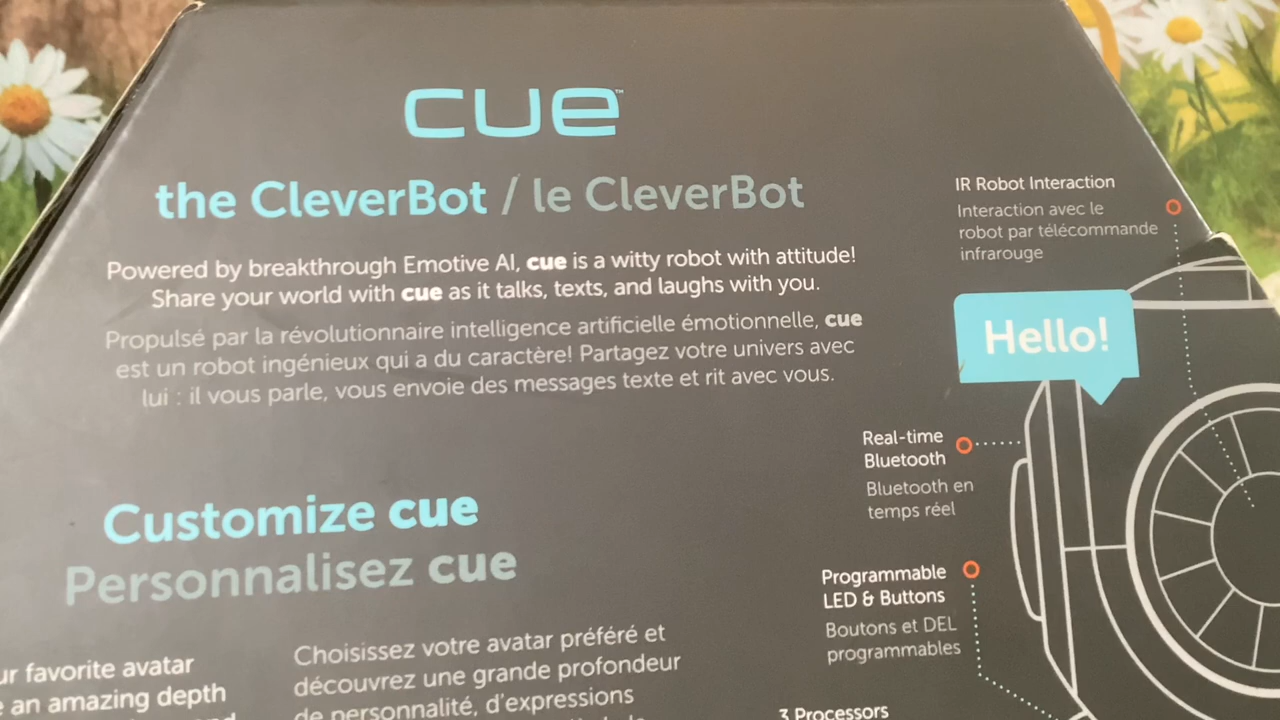 cue™
the CleverBot / le CleverBot
Powered by breakthrough Emotive AI, cue is a witty robot with attitude!
Share your world with cue as it talks, texts, and laughs with you.
Propulsé par la révolutionnaire intelligence artificielle émotionnelle, cue
est un robot ingénieux qui a du caractère! Partagez votre univers avec
lui : il vous parle, vous envoie des messages texte et rit avec vous.
Customize cue
Personnalisez cue
favorite avatar
an amazing depth
Choisissez votre avatar préféré et
découvrez une grande profondeur
de personnalité, d'expressions
IR Robot Interaction
Interaction avec le
robot par télécommande
infrarouge
Hello!
Real-time
Bluetooth
Bluetooth en
temps réel
Programmable
LED & Buttons
Boutons et DEL
programmables
3 Processors